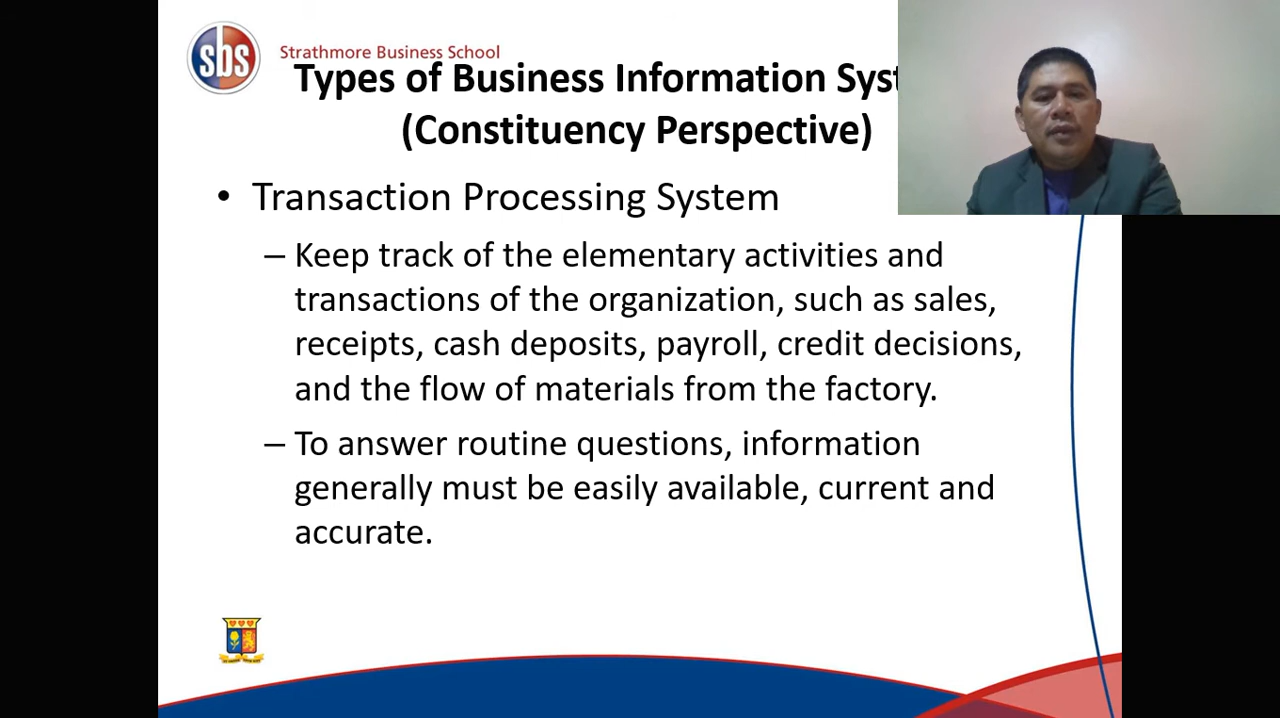 sbs
Strathmore Business School
Types of Business Information
(Constituency Perspective)
• Transaction Processing System
– Keep track of the elementary activities and
transactions of the organization, such as sales,
receipts, cash deposits, payroll, credit decisions,
and the flow of materials from the factory.
– To answer routine questions, information
generally must be easily available, current and
accurate.